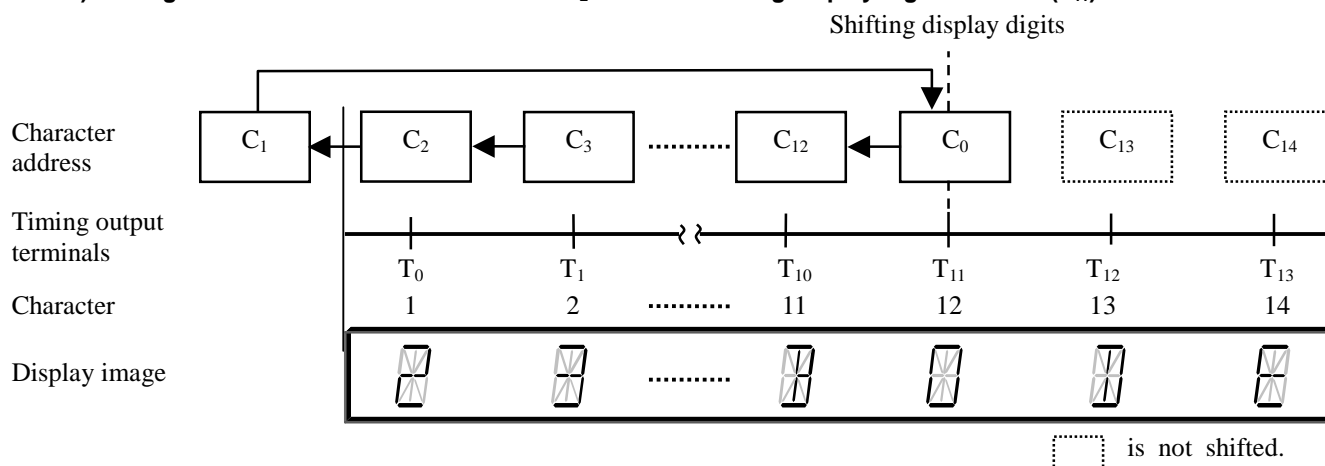 Shifting display digits
Character address C₁ C₂ C₃ C₁₂ C₀ C₁₃ C₁₄
Timing output terminals
T₀ T₁ T₁₀ T₁₁ T₁₂ T₁₃
Character 1 2 11 12 13 14
Display image
is not shifted.